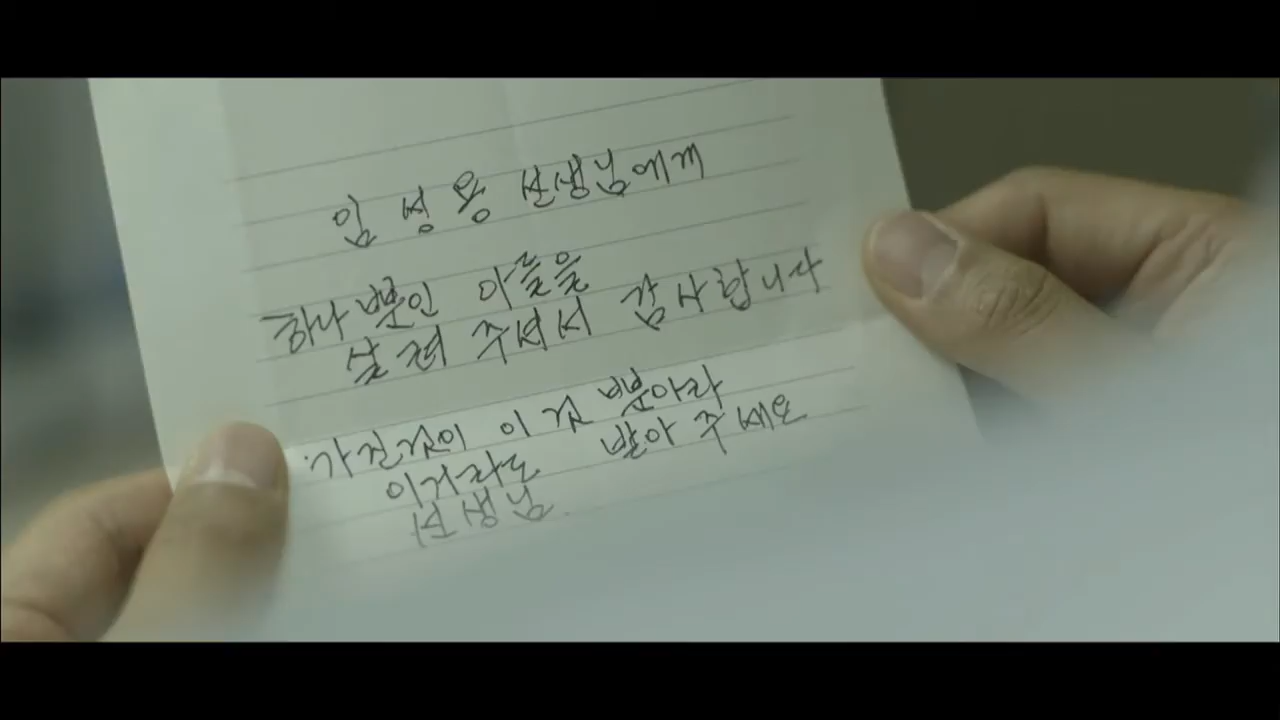 임성용 선생님에게
하나 뿐인 아들을
살려 주셔서 감사합니다
가진것이 이것 뿐이라
이거라도 받아 주세요
선생님